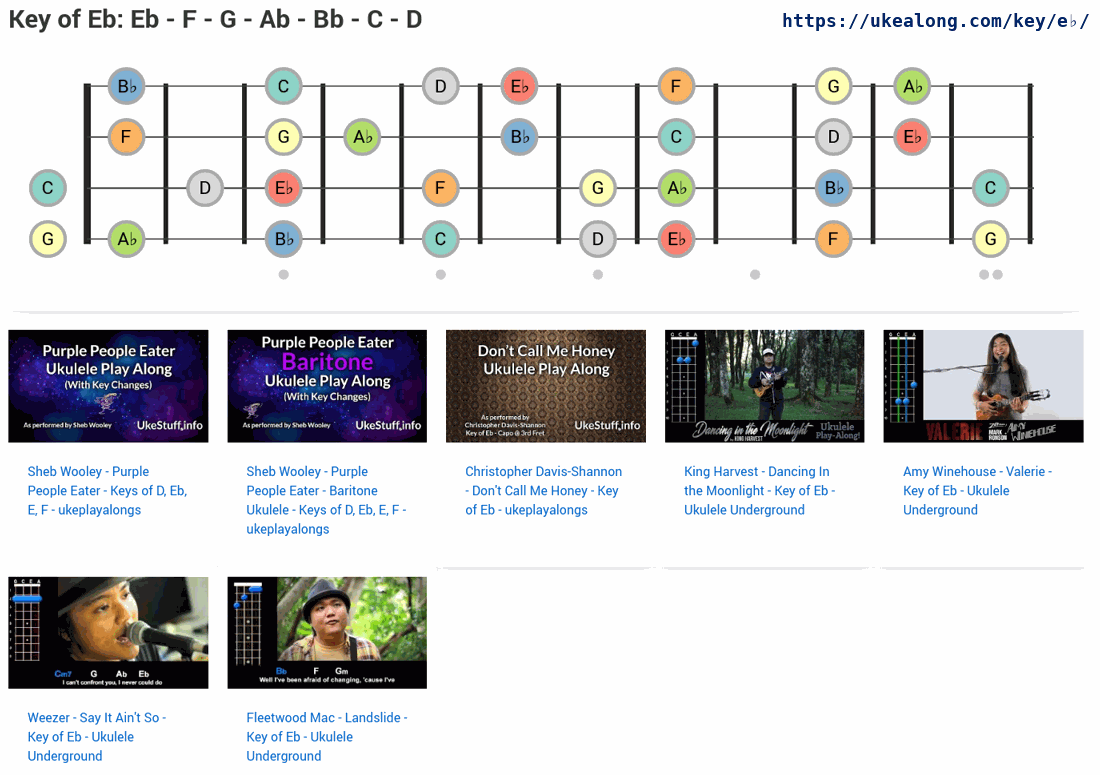 Key of Eb: Eb - F - G - Ab - Bb - C - D
https://ukealong.com/key/e♭/
B♭ C D E♭ F G A♭
F G A♭ B♭ C D E♭
C D E♭ F G A♭ B♭ C
G A♭ B♭ C D E♭ F G
Purple People Eater
Ukulele Play Along
(With Key Changes)
As performed by Sheb Wooley
UkeStuff.info
Purple People Eater
Baritone
Ukulele Play Along
(With Key Changes)
As performed by Sheb Wooley
UkeStuff.info
Don't Call Me Honey
Ukulele Play Along
As performed by
Christopher Davis-Shannon
Key of Eb - Capo @ 3rd Fret
UkeStuff.info
G C E A
Dancing in the Moonlight
by KING HARVEST
Ukulele
Play-Along!
G C E A
VALERIE
MARK
RONSON
AMY
WINEHOUSE
Sheb Wooley - Purple
People Eater - Keys of D, Eb,
E, F - ukeplayalongs
Sheb Wooley - Purple
People Eater - Baritone
Ukulele - Keys of D, Eb, E, F -
ukeplayalongs
Christopher Davis-Shannon
- Don't Call Me Honey - Key
of Eb - ukeplayalongs
King Harvest - Dancing In
the Moonlight - Key of Eb -
Ukulele Underground
Amy Winehouse - Valerie -
Key of Eb - Ukulele
Underground
G C E A
Cm7 G Ab Eb
I can't confront you, I never could do
Bb F Gm
Well I've been afraid of changing, 'cause I've
Weezer - Say It Ain't So -
Key of Eb - Ukulele
Underground
Fleetwood Mac - Landslide -
Key of Eb - Ukulele
Underground